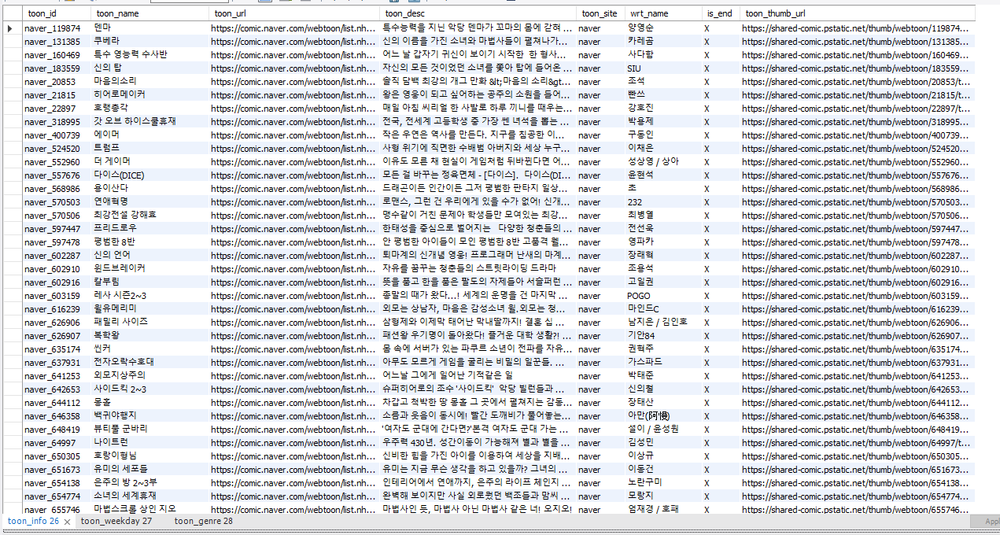 toon_id toon_name toon_url toon_desc toon_site wrt_name is_end toon_thumb_url
naver_119874 덴마 https://comic.naver.com/webtoon/list.nh... 특수능력을 지닌 악당 덴마가 꼬마의 몸에 갇혀 ... naver 양영순 X https://shared-comic.pstatic.net/thumb/webtoon/119874...
naver_131385 쿠베라 https://comic.naver.com/webtoon/list.nh... 신의 이름을 가진 소녀와 마법사들이 펼쳐나가... naver 카레곰 X https://shared-comic.pstatic.net/thumb/webtoon/131385...
naver_160469 특수 영능력 수사반 https://comic.naver.com/webtoon/list.nh... 어느 날 갑자기 귀신이 보이기 시작한 한 형사... naver 사다함 X https://shared-comic.pstatic.net/thumb/webtoon/160469...
naver_183559 신의 탑 https://comic.naver.com/webtoon/list.nh... 자신의 모든 것이었던 소녀를 쫓아 탑에 들어온 ... naver SIU X https://shared-comic.pstatic.net/thumb/webtoon/183559...
naver_20853 마음의소리 https://comic.naver.com/webtoon/list.nh... 솔직 담백 최강의 개그 만화 &lt;마음의 소리&gt... naver 조석 X https://shared-comic.pstatic.net/thumb/webtoon/20853/t...
naver_21815 히어로메이커 https://comic.naver.com/webtoon/list.nh... 왕은 영웅이 되고 싶어하는 공주의 소원을 들어... naver 빤쓰 X https://shared-comic.pstatic.net/thumb/webtoon/21815/t...
naver_22897 호랭총각 https://comic.naver.com/webtoon/list.nh... 매일 아침 씨리얼 한 사발로 하루 끼니를 때우는... naver 강호진 X https://shared-comic.pstatic.net/thumb/webtoon/22897/t...
naver_318995 갓 오브 하이스쿨휴재 https://comic.naver.com/webtoon/list.nh... 전국, 전세계 고등학생 중 가장 쎈 녀석을 뽑는 ... naver 박용제 X https://shared-comic.pstatic.net/thumb/webtoon/318995...
naver_400739 에이머 https://comic.naver.com/webtoon/list.nh... 작은 우연은 역사를 만든다. 지구를 침공한 이... naver 구동인 X https://shared-comic.pstatic.net/thumb/webtoon/400739...
naver_524520 트럼프 https://comic.naver.com/webtoon/list.nh... 사형 위기에 직면한 수배범 아버지와 세상 누구... naver 이채은 X https://shared-comic.pstatic.net/thumb/webtoon/524520...
naver_552960 더 게이머 https://comic.naver.com/webtoon/list.nh... 이유도 모른 채 현실이 게임처럼 뒤바뀐다면 어... naver 성상영 / 상아 X https://shared-comic.pstatic.net/thumb/webtoon/552960...
naver_557676 다이스(DICE) https://comic.naver.com/webtoon/list.nh... 모든 걸 바꾸는 정육면체 - [다이스]. 다이스(DI... naver 윤현석 X https://shared-comic.pstatic.net/thumb/webtoon/557676...
naver_568986 용이산다 https://comic.naver.com/webtoon/list.nh... 드래곤이든 인간이든 그저 평범한 판타지 일상... naver 초 X https://shared-comic.pstatic.net/thumb/webtoon/568986...
naver_570503 연애혁명 https://comic.naver.com/webtoon/list.nh... 로맨스, 그런 건 우리에게 있을 수가 없어! 신개... naver 232 X https://shared-comic.pstatic.net/thumb/webtoon/570503...
naver_570506 최강전설 강해효 https://comic.naver.com/webtoon/list.nh... 맹수같이 거친 문제아 학생들만 모여있는 최강... naver 최병열 X https://shared-comic.pstatic.net/thumb/webtoon/570506...
naver_597447 프리드로우 https://comic.naver.com/webtoon/list.nh... 한태성을 중심으로 벌어지는 다양한 청춘들의 ... naver 전선욱 X https://shared-comic.pstatic.net/thumb/webtoon/597447...
naver_597478 평범한 8반 https://comic.naver.com/webtoon/list.nh... 안 평범한 아이들이 모인 평범한 8반 고품격 웹... naver 영파카 X https://shared-comic.pstatic.net/thumb/webtoon/597478...
naver_602287 신의 언어 https://comic.naver.com/webtoon/list.nh... 퇴마계의 신개념 영웅! 프로그래머 난새의 마계... naver 장래혁 X https://shared-comic.pstatic.net/thumb/webtoon/602287...
naver_602910 윈드브레이커 https://comic.naver.com/webtoon/list.nh... 자유를 꿈꾸는 청춘들의 스트릿라이딩 드라마 naver 조용석 X https://shared-comic.pstatic.net/thumb/webtoon/602910...
naver_602916 칼부림 https://comic.naver.com/webtoon/list.nh... 뜻을 품고 한을 품은 팔도의 자제들아 서슬퍼런 ... naver 고일권 X https://shared-comic.pstatic.net/thumb/webtoon/602916...
naver_603159 레사 시즌2~3 https://comic.naver.com/webtoon/list.nh... 종말의 때가 왔다...! 세계의 운명을 건 마지막 ... naver POGO X https://shared-comic.pstatic.net/thumb/webtoon/603159...
naver_616239 윌유메리미 https://comic.naver.com/webtoon/list.nh... 외모는 상남자, 마음은 감성소녀 윌.외모는 청... naver 마인드C X https://shared-comic.pstatic.net/thumb/webtoon/616239...
naver_626906 패밀리 사이즈 https://comic.naver.com/webtoon/list.nh... 삼형제와 이제막 태어난 막내딸까지! 결혼 십 ... naver 남지은 / 김인호 X https://shared-comic.pstatic.net/thumb/webtoon/626906...
naver_626907 복학왕 https://comic.naver.com/webtoon/list.nh... 패션왕 우기명이 돌아왔다! 즐거운 대학 생활?! ... naver 기안84 X https://shared-comic.pstatic.net/thumb/webtoon/626907...
naver_635174 씬커 https://comic.naver.com/webtoon/list.nh... 몸 속에 서버가 있는 파쿠르 소년이 전파를 자유... naver 권혁주 X https://shared-comic.pstatic.net/thumb/webtoon/635174...
naver_637931 전자오락수호대 https://comic.naver.com/webtoon/list.nh... 아무도 모르게 게임을 굴리는 비밀의 일꾼들. ... naver 가스파드 X https://shared-comic.pstatic.net/thumb/webtoon/637931...
naver_641253 외모지상주의 https://comic.naver.com/webtoon/list.nh... 어느날 그에게 일어난 기적같은 일 naver 박태준 X https://shared-comic.pstatic.net/thumb/webtoon/641253...
naver_642653 사이드킥 2~3 https://comic.naver.com/webtoon/list.nh... 슈퍼히어로의 조수 '사이드킥' 악당 빌런들과 ... naver 신의철 X https://shared-comic.pstatic.net/thumb/webtoon/642653...
naver_644112 몽홀 https://comic.naver.com/webtoon/list.nh... 차갑고 척박한 땅 몽홀 그 곳에서 펼쳐지는 감동... naver 장태산 X https://shared-comic.pstatic.net/thumb/webtoon/644112...
naver_646358 백귀야행지 https://comic.naver.com/webtoon/list.nh... 소름과 웃음이 동시에! 빨간 도깨비가 풀어놓는... naver 아만(阿慢) X https://shared-comic.pstatic.net/thumb/webtoon/646358...
naver_648419 뷰티풀 군바리 https://comic.naver.com/webtoon/list.nh... '여자도 군대에 간다면?'본격 여자도 군대 가는 ... naver 설이 / 윤성원 X https://shared-comic.pstatic.net/thumb/webtoon/648419...
naver_64997 나이트런 https://comic.naver.com/webtoon/list.nh... 우주력 430년. 성간이동이 가능해져 별과 별을 ... naver 김성민 X https://shared-comic.pstatic.net/thumb/webtoon/64997/t...
naver_650305 호랑이형님 https://comic.naver.com/webtoon/list.nh... 신비한 힘을 가진 아이를 이용하여 세상을 지배... naver 이상규 X https://shared-comic.pstatic.net/thumb/webtoon/650305...
naver_651673 유미의 세포들 https://comic.naver.com/webtoon/list.nh... 유미는 지금 무슨 생각을 하고 있을까? 그녀의 ... naver 이동건 X https://shared-comic.pstatic.net/thumb/webtoon/651673...
naver_654138 은주의 방 2~3부 https://comic.naver.com/webtoon/list.nh... 인테리어에서 연애까지, 은주의 라이프 체인지 ... naver 노란구미 X https://shared-comic.pstatic.net/thumb/webtoon/654138...
naver_654774 소녀의 세계휴재 https://comic.naver.com/webtoon/list.nh... 완벽해 보이지만 사실 외로웠던 백조들과 맘씨 ... naver 모랑지 X https://shared-comic.pstatic.net/thumb/webtoon/654774...
naver_655746 마법스크롤 상인 지오 https://comic.naver.com/webtoon/list.nh... 마법사인 듯, 마법사 아닌 마법사 같은 너! 오지오! naver 엄재경 / 호패 X https://shared-comic.pstatic.net/thumb/webtoon/655746...
toon_info 26 toon_weekday 27 toon_genre 28